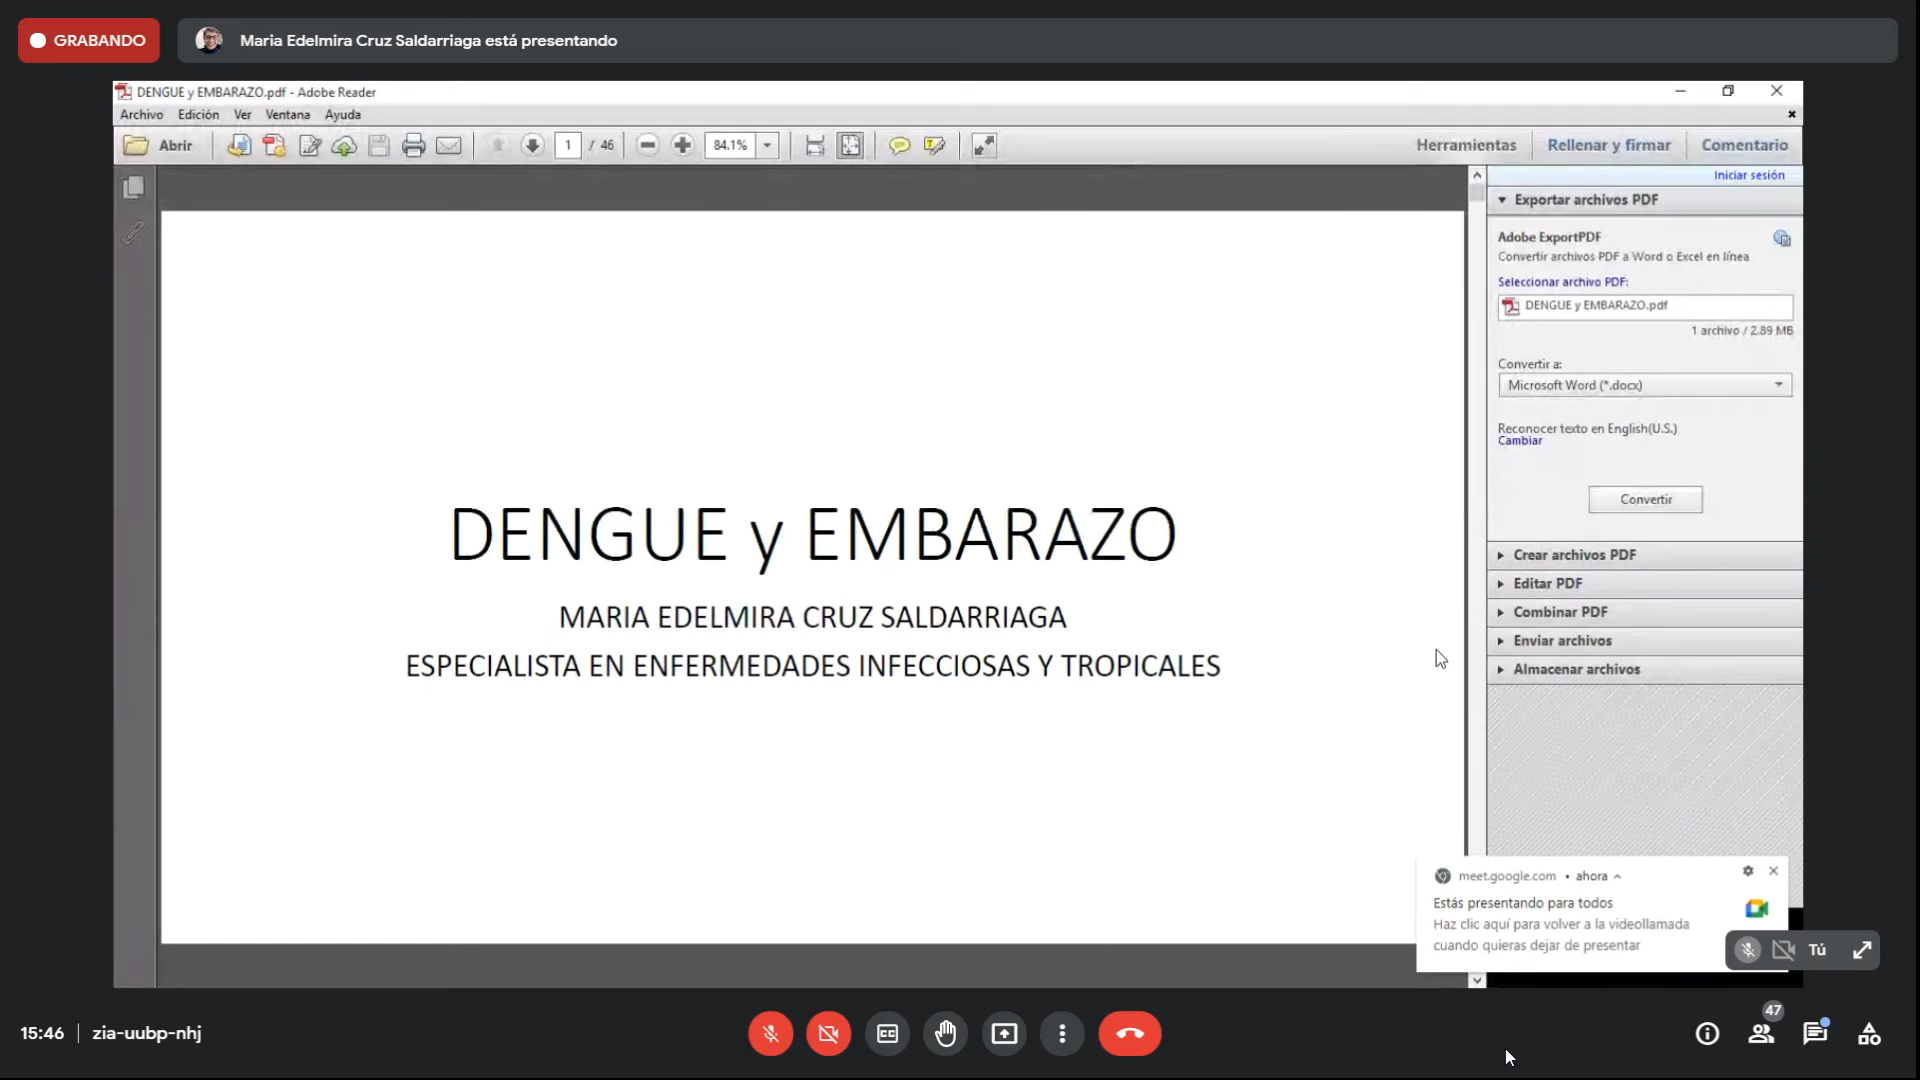 GRABANDO
Maria Edelmira Cruz Saldarriaga está presentando
DENGUE y EMBARAZO.pdf - Adobe Reader
Archivo Edición Ver Ventana Ayuda
Abrir 1 / 46 84.1% Herramientas Rellenar y firmar Comentario
Iniciar sesión
Exportar archivos PDF
Adobe ExportPDF
Convertir archivos PDF a Word o Excel en línea
Seleccionar archivo PDF:
DENGUE y EMBARAZO.pdf
1 archivo / 2.89 MB
Convertir a:
Microsoft Word (*.docx)
Reconocer texto en English(U.S.)
Cambiar
Convertir
Crear archivos PDF
Editar PDF
Combinar PDF
Enviar archivos
Almacenar archivos
DENGUE y EMBARAZO
MARIA EDELMIRA CRUZ SALDARRIAGA
ESPECIALISTA EN ENFERMEDADES INFECCIOSAS Y TROPICALES
meet.google.com • ahora
Estás presentando para todos
Haz clic aquí para volver a la videollamada
cuando quieras dejar de presentar
Tú
15:46 zia-uubp-nhj
CC
47